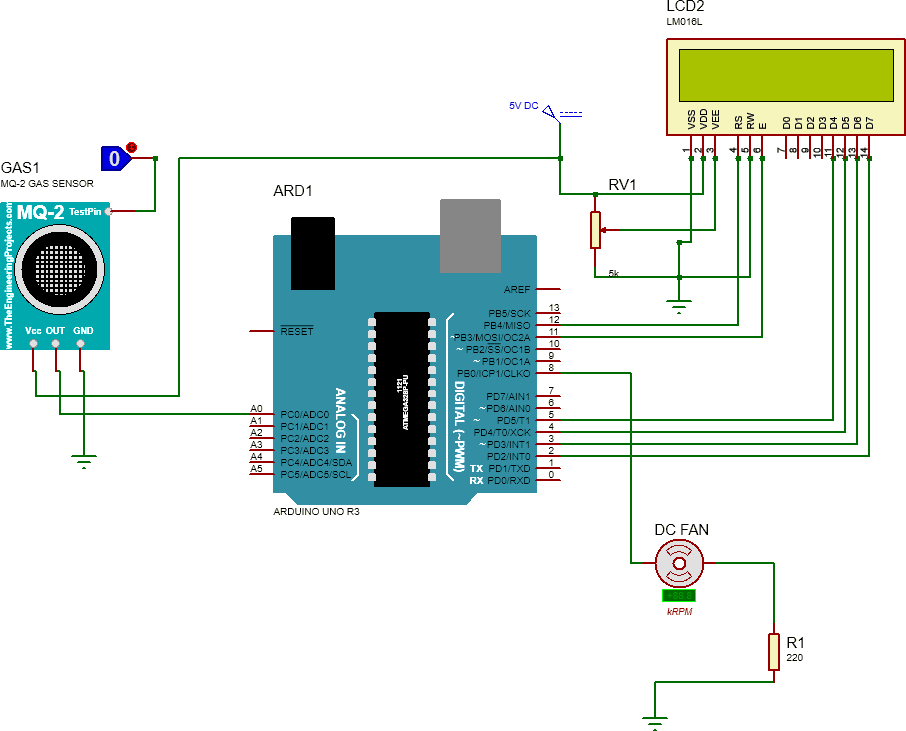 LCD2
LM016L
VSS
VDD
VEE
RS
RW
E
D0
D1
D2
D3
D4
D5
D6
D7
1
2
3
4
5
6
7
8
9
10
11
12
13
14
5V DC
0
GAS1
MQ-2 GAS SENSOR
MQ-2 TestPin
www.TheEngineeringProjects.com
Vcc OUT GND
ARD1
RV1
5k
AREF
RESET
PB5/SCK 13
PB4/MISO 12
~PB3/MOSI/OC2A 11
~ PB2/SS/OC1B 10
~ PB1/OC1A 9
PB0/ICP1/CLKO 8
PD7/AIN1 7
~ PD6/AIN0 6
~ PD5/T1 5
PD4/T0/XCK 4
~ PD3/INT1 3
PD2/INT0 2
TX PD1/TXD 1
RX PD0/RXD 0
1121
ATMEGA328P-PU
DIGITAL (~PWM)
ANALOG IN
A0 PC0/ADC0
A1 PC1/ADC1
A2 PC2/ADC2
A3 PC3/ADC3
A4 PC4/ADC4/SDA
A5 PC5/ADC5/SCL
ARDUINO UNO R3
DC FAN
kRPM
R1
220